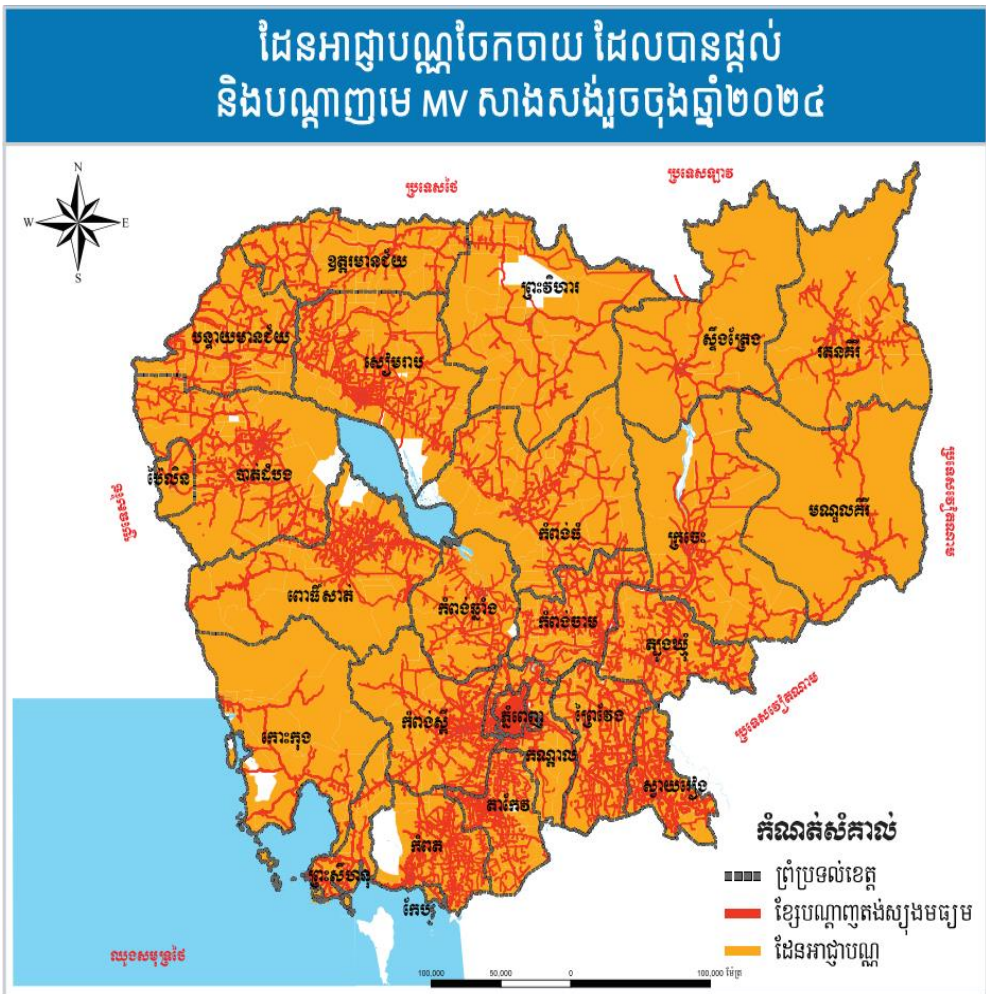 ដែនអាជ្ញាបណ្ណចែកចាយ ដែលបានផ្តល់
និងបណ្តាញមេ MV សាងសង់រួចចុងឆ្នាំ២០២៤
N
W
E
S
ប្រទេសថៃ
ប្រទេសឡាវ
ឧត្តរមានជ័យ
ព្រះវិហារ
បន្ទាយមានជ័យ
សៀមរាប
ស្ទឹងត្រែង
រតនគិរី
ប៉ៃលិន
បាត់ដំបង
ប្រទេសថៃ
កំពង់ធំ
ក្រចេះ
មណ្ឌលគិរី
ប្រទេសវៀតណាម
ពោធិ៍សាត់
កំពង់ឆ្នាំង
កំពង់ចាម
ត្បូងឃ្មុំ
កោះកុង
កំពង់ស្ពឺ
ភ្នំពេញ
ព្រៃវែង
កណ្តាល
ប្រទេសវៀតណាម
ស្វាយរៀង
តាកែវ
កំពត
ព្រះសីហនុ
កែប
ឈូងសមុទ្រថៃ
កំណត់សំគាល់
ព្រំប្រទល់ខេត្ត
ខ្សែបណ្តាញតង់ស្យុងមធ្យម
ដែនអាជ្ញាបណ្ណ
100,000 50,000 0 100,000 ម៉ែត្រ